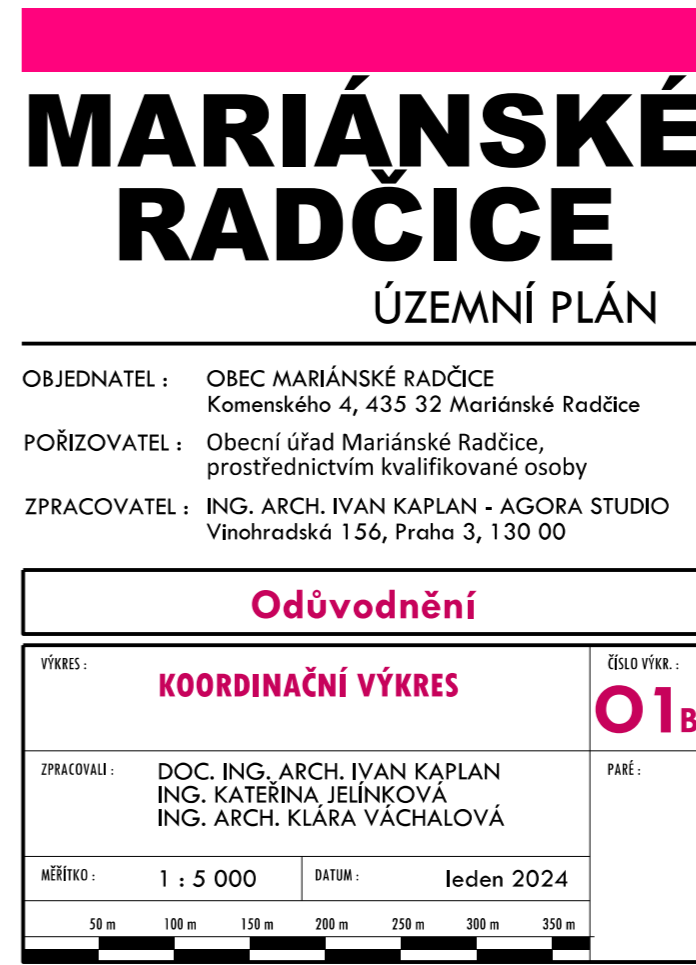 MARIÁNSKÉ
RADČICE
ÚZEMNÍ PLÁN
OBJEDNATEL : OBEC MARIÁNSKÉ RADČICE
Komenského 4, 435 32 Mariánské Radčice
POŘIZOVATEL : Obecní úřad Mariánské Radčice,
prostřednictvím kvalifikované osoby
ZPRACOVATEL : ING. ARCH. IVAN KAPLAN - AGORA STUDIO
Vinohradská 156, Praha 3, 130 00
Odůvodnění
VÝKRES : KOORDINAČNÍ VÝKRES
ČÍSLO VÝKR. :
O1B
ZPRACOVALI : DOC. ING. ARCH. IVAN KAPLAN
ING. KATEŘINA JELÍNKOVÁ
ING. ARCH. KLÁRA VÁCHALOVÁ
PARÉ :
MĚŘÍTKO : 1 : 5 000 DATUM : leden 2024
50 m 100 m 150 m 200 m 250 m 300 m 350 m